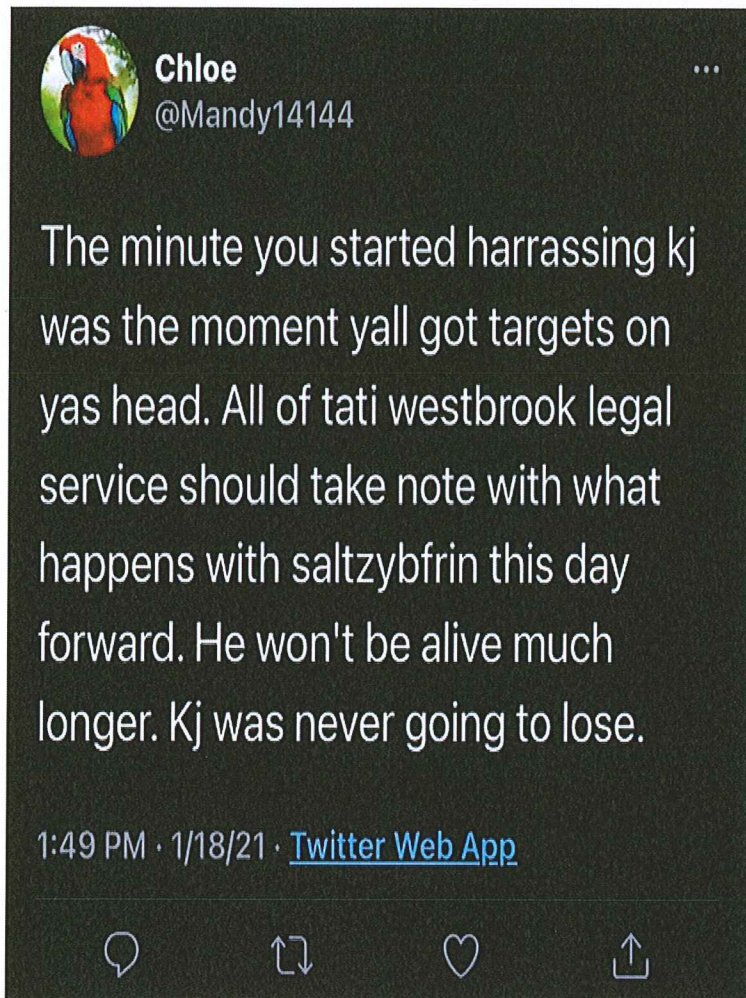 Chloe
@Mandy14144
The minute you started harrassing kj
was the moment yall got targets on
yas head. All of tati westbrook legal
service should take note with what
happens with saltzybfrin this day
forward. He won't be alive much
longer. Kj was never going to lose.
1:49 PM · 1/18/21 · Twitter Web App